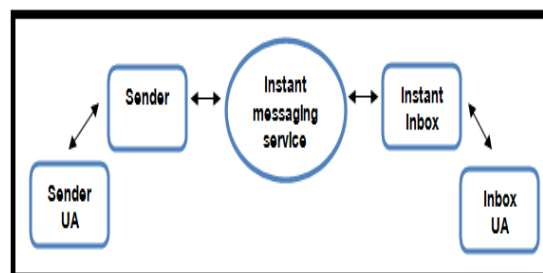 Sender
Instant
messaging
service
Instant
Inbox
Sender
UA
Inbox
UA